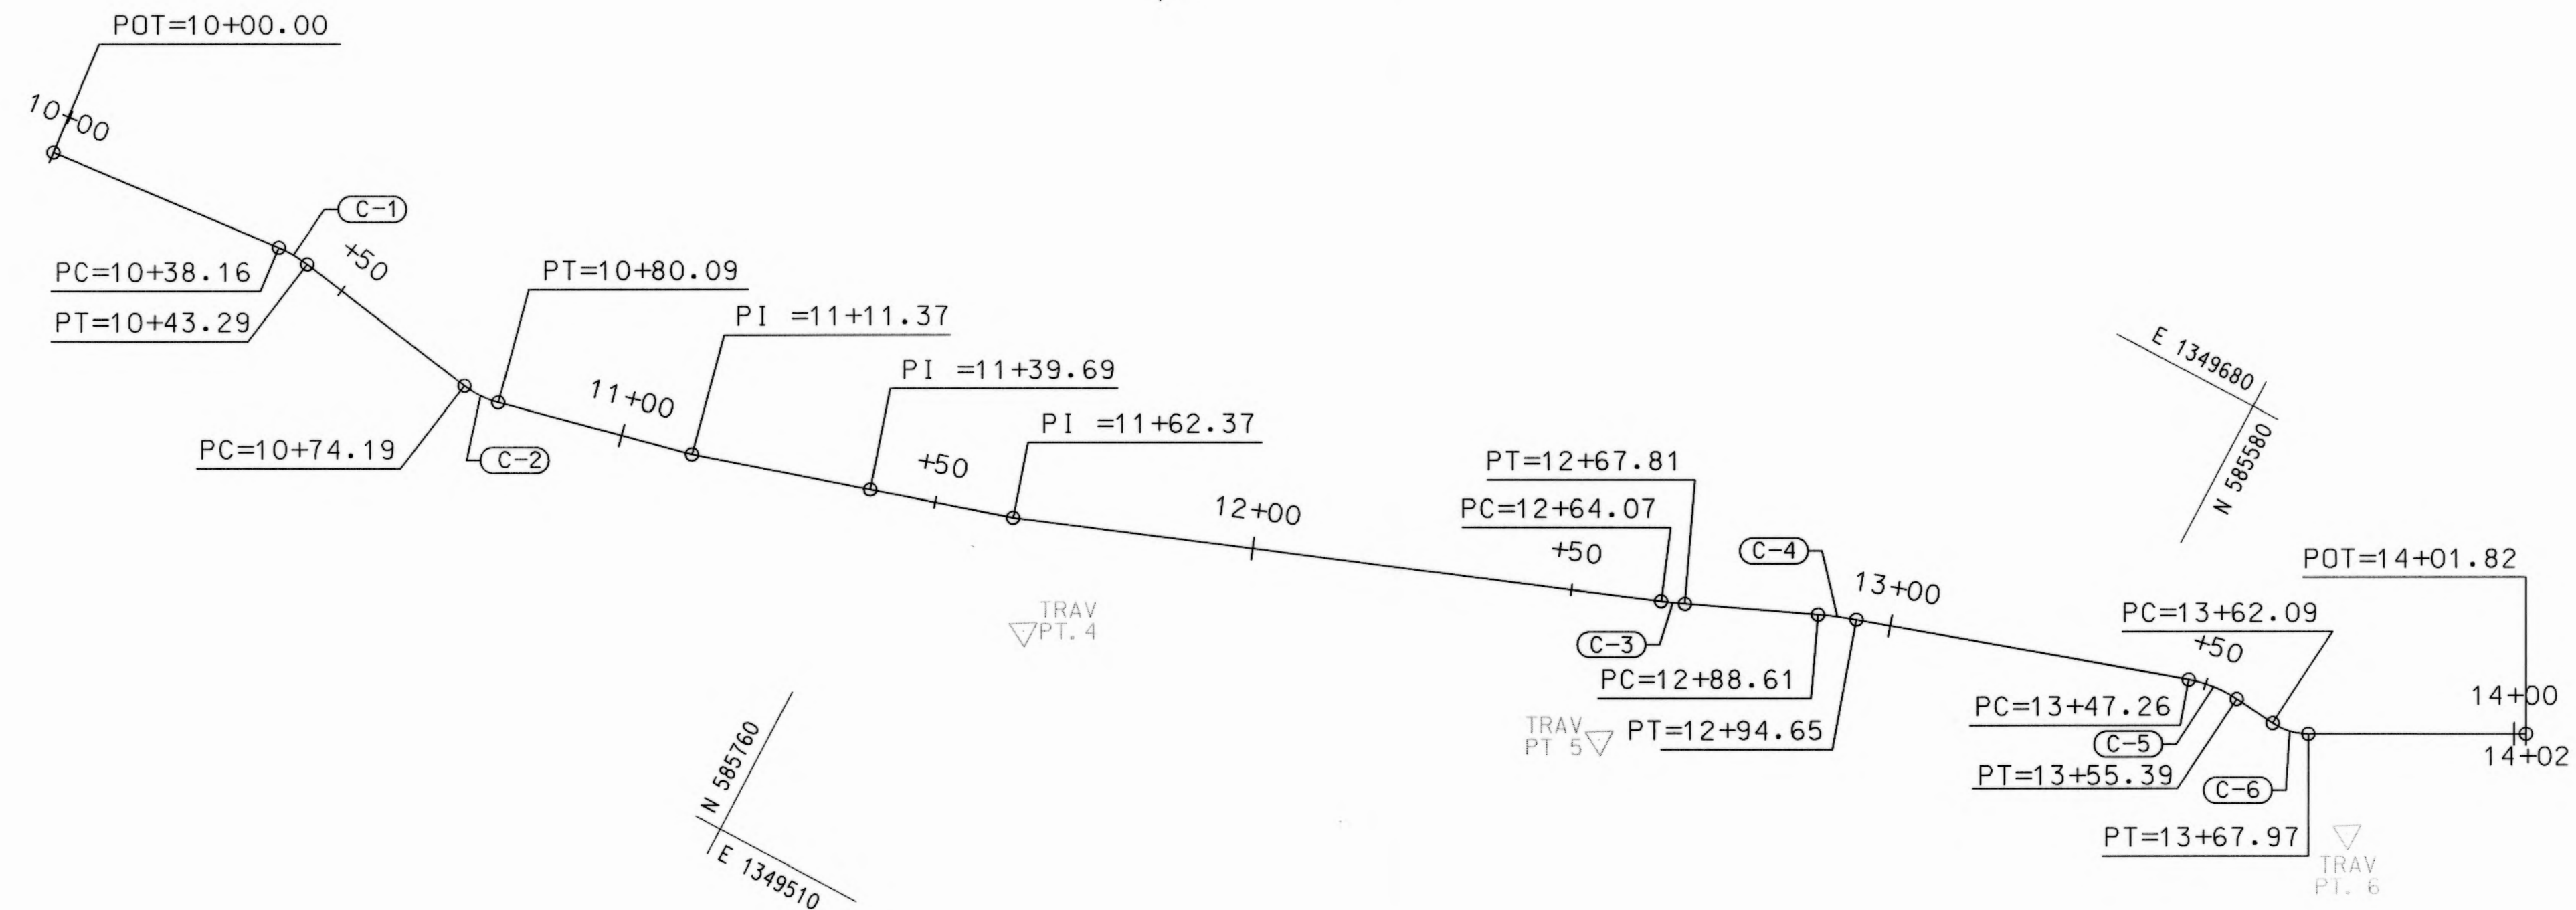 POT=10+00.00
10+00
C-1
+50
PC=10+38.16
PT=10+43.29
PT=10+80.09
PI =11+11.37
PI =11+39.69
PI =11+62.37
11+00
PC=10+74.19
C-2
+50
12+00
PT=12+67.81
PC=12+64.07
+50
C-4
13+00
E 1349680
N 585580
POT=14+01.82
PC=13+62.09
+50
TRAV
PT. 4
C-3
PC=12+88.61
TRAV
PT 5
PT=12+94.65
PC=13+47.26
14+00
C-5
14+02
PT=13+55.39
C-6
PT=13+67.97
TRAV
PT. 6
N 585760
E 1349510